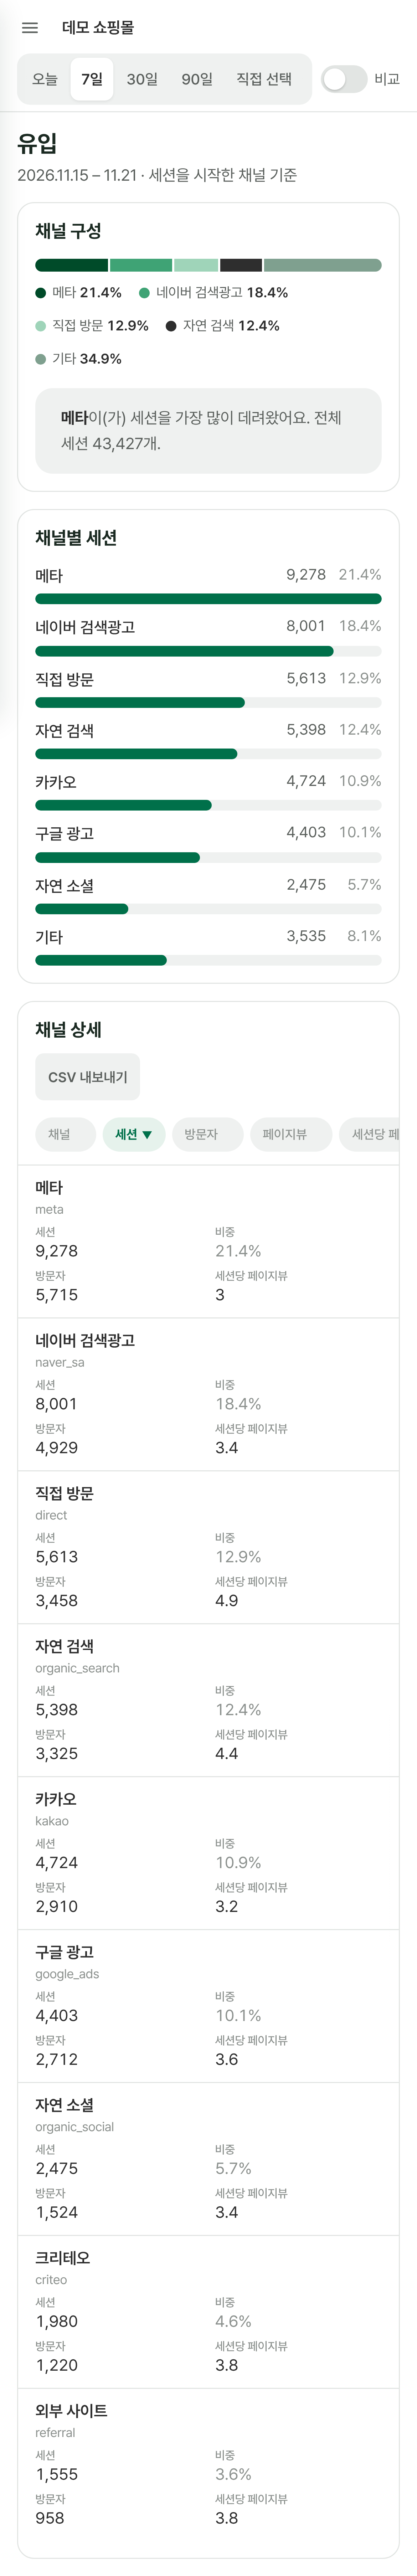 데모 쇼핑몰
오늘 7일 30일 90일 직접 선택 비교
유입
2026.11.15 – 11.21 · 세션을 시작한 채널 기준
채널 구성
메타 21.4% 네이버 검색광고 18.4%
직접 방문 12.9% 자연 검색 12.4%
기타 34.9%
메타이(가) 세션을 가장 많이 데려왔어요. 전체
세션 43,427개.
채널별 세션
메타 9,278 21.4%
네이버 검색광고 8,001 18.4%
직접 방문 5,613 12.9%
자연 검색 5,398 12.4%
카카오 4,724 10.9%
구글 광고 4,403 10.1%
자연 소셜 2,475 5.7%
기타 3,535 8.1%
채널 상세
CSV 내보내기
채널 세션 ▼ 방문자 페이지뷰 세션당 페
메타
meta
세션 비중
9,278 21.4%
방문자 세션당 페이지뷰
5,715 3
네이버 검색광고
naver_sa
세션 비중
8,001 18.4%
방문자 세션당 페이지뷰
4,929 3.4
직접 방문
direct
세션 비중
5,613 12.9%
방문자 세션당 페이지뷰
3,458 4.9
자연 검색
organic_search
세션 비중
5,398 12.4%
방문자 세션당 페이지뷰
3,325 4.4
카카오
kakao
세션 비중
4,724 10.9%
방문자 세션당 페이지뷰
2,910 3.2
구글 광고
google_ads
세션 비중
4,403 10.1%
방문자 세션당 페이지뷰
2,712 3.6
자연 소셜
organic_social
세션 비중
2,475 5.7%
방문자 세션당 페이지뷰
1,524 3.4
크리테오
criteo
세션 비중
1,980 4.6%
방문자 세션당 페이지뷰
1,220 3.8
외부 사이트
referral
세션 비중
1,555 3.6%
방문자 세션당 페이지뷰
958 3.8